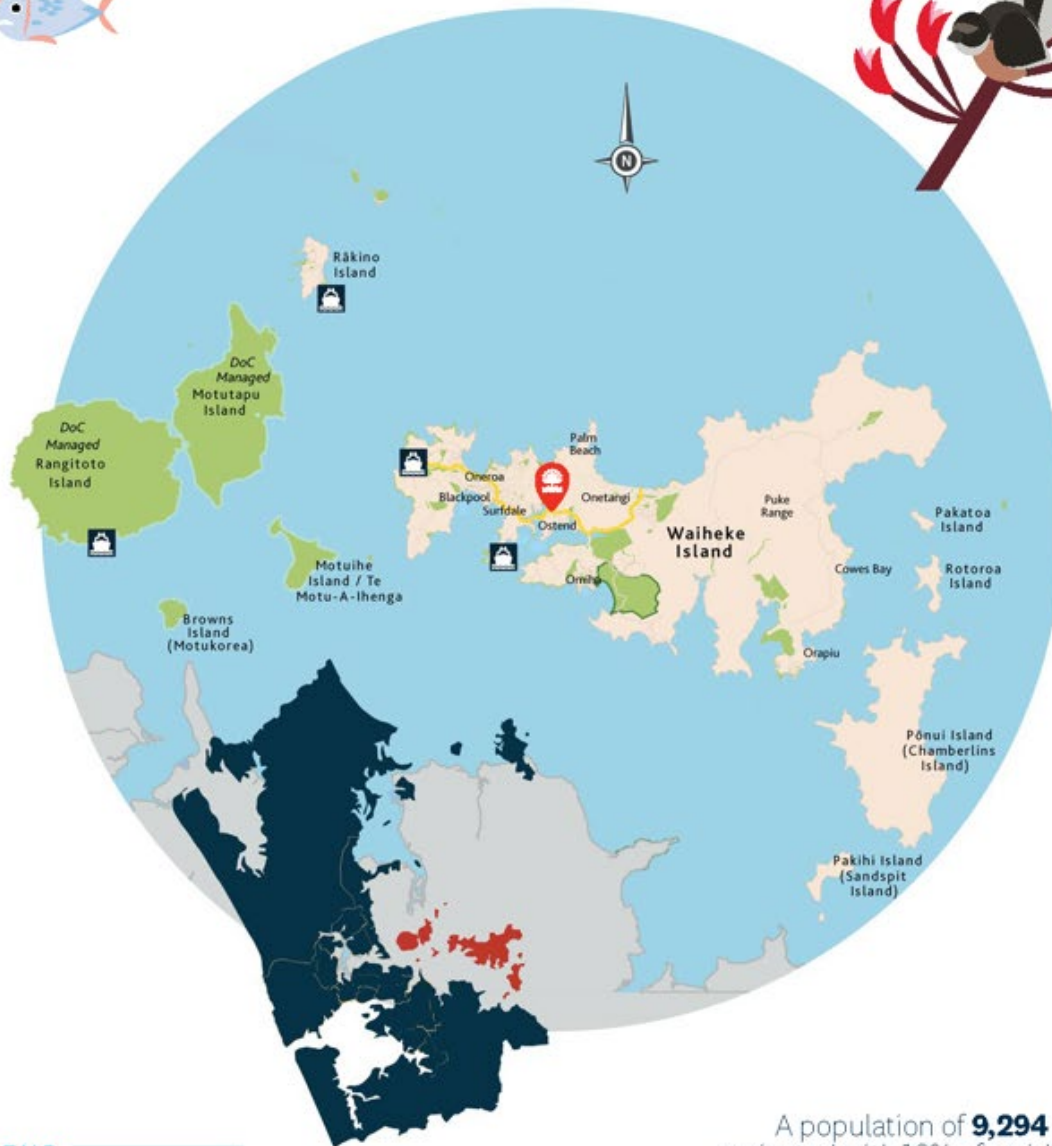 N
Rākino
Island
DoC
Managed
Motutapu
Island
DoC
Managed
Rangitoto
Island
Palm
Beach
Oneroa
Blackpool
Surfdale
Onetangi
Ostend
Omiha
Waiheke
Island
Puke
Range
Cowes Bay
Orapiu
Pakatoa
Island
Rotoroa
Island
Motuihe
Island / Te
Motu-A-Ihenga
Browns
Island
(Motukorea)
Pōnui Island
(Chamberlins
Island)
Pakihi Island
(Sandspit
Island)
A population of 9,294